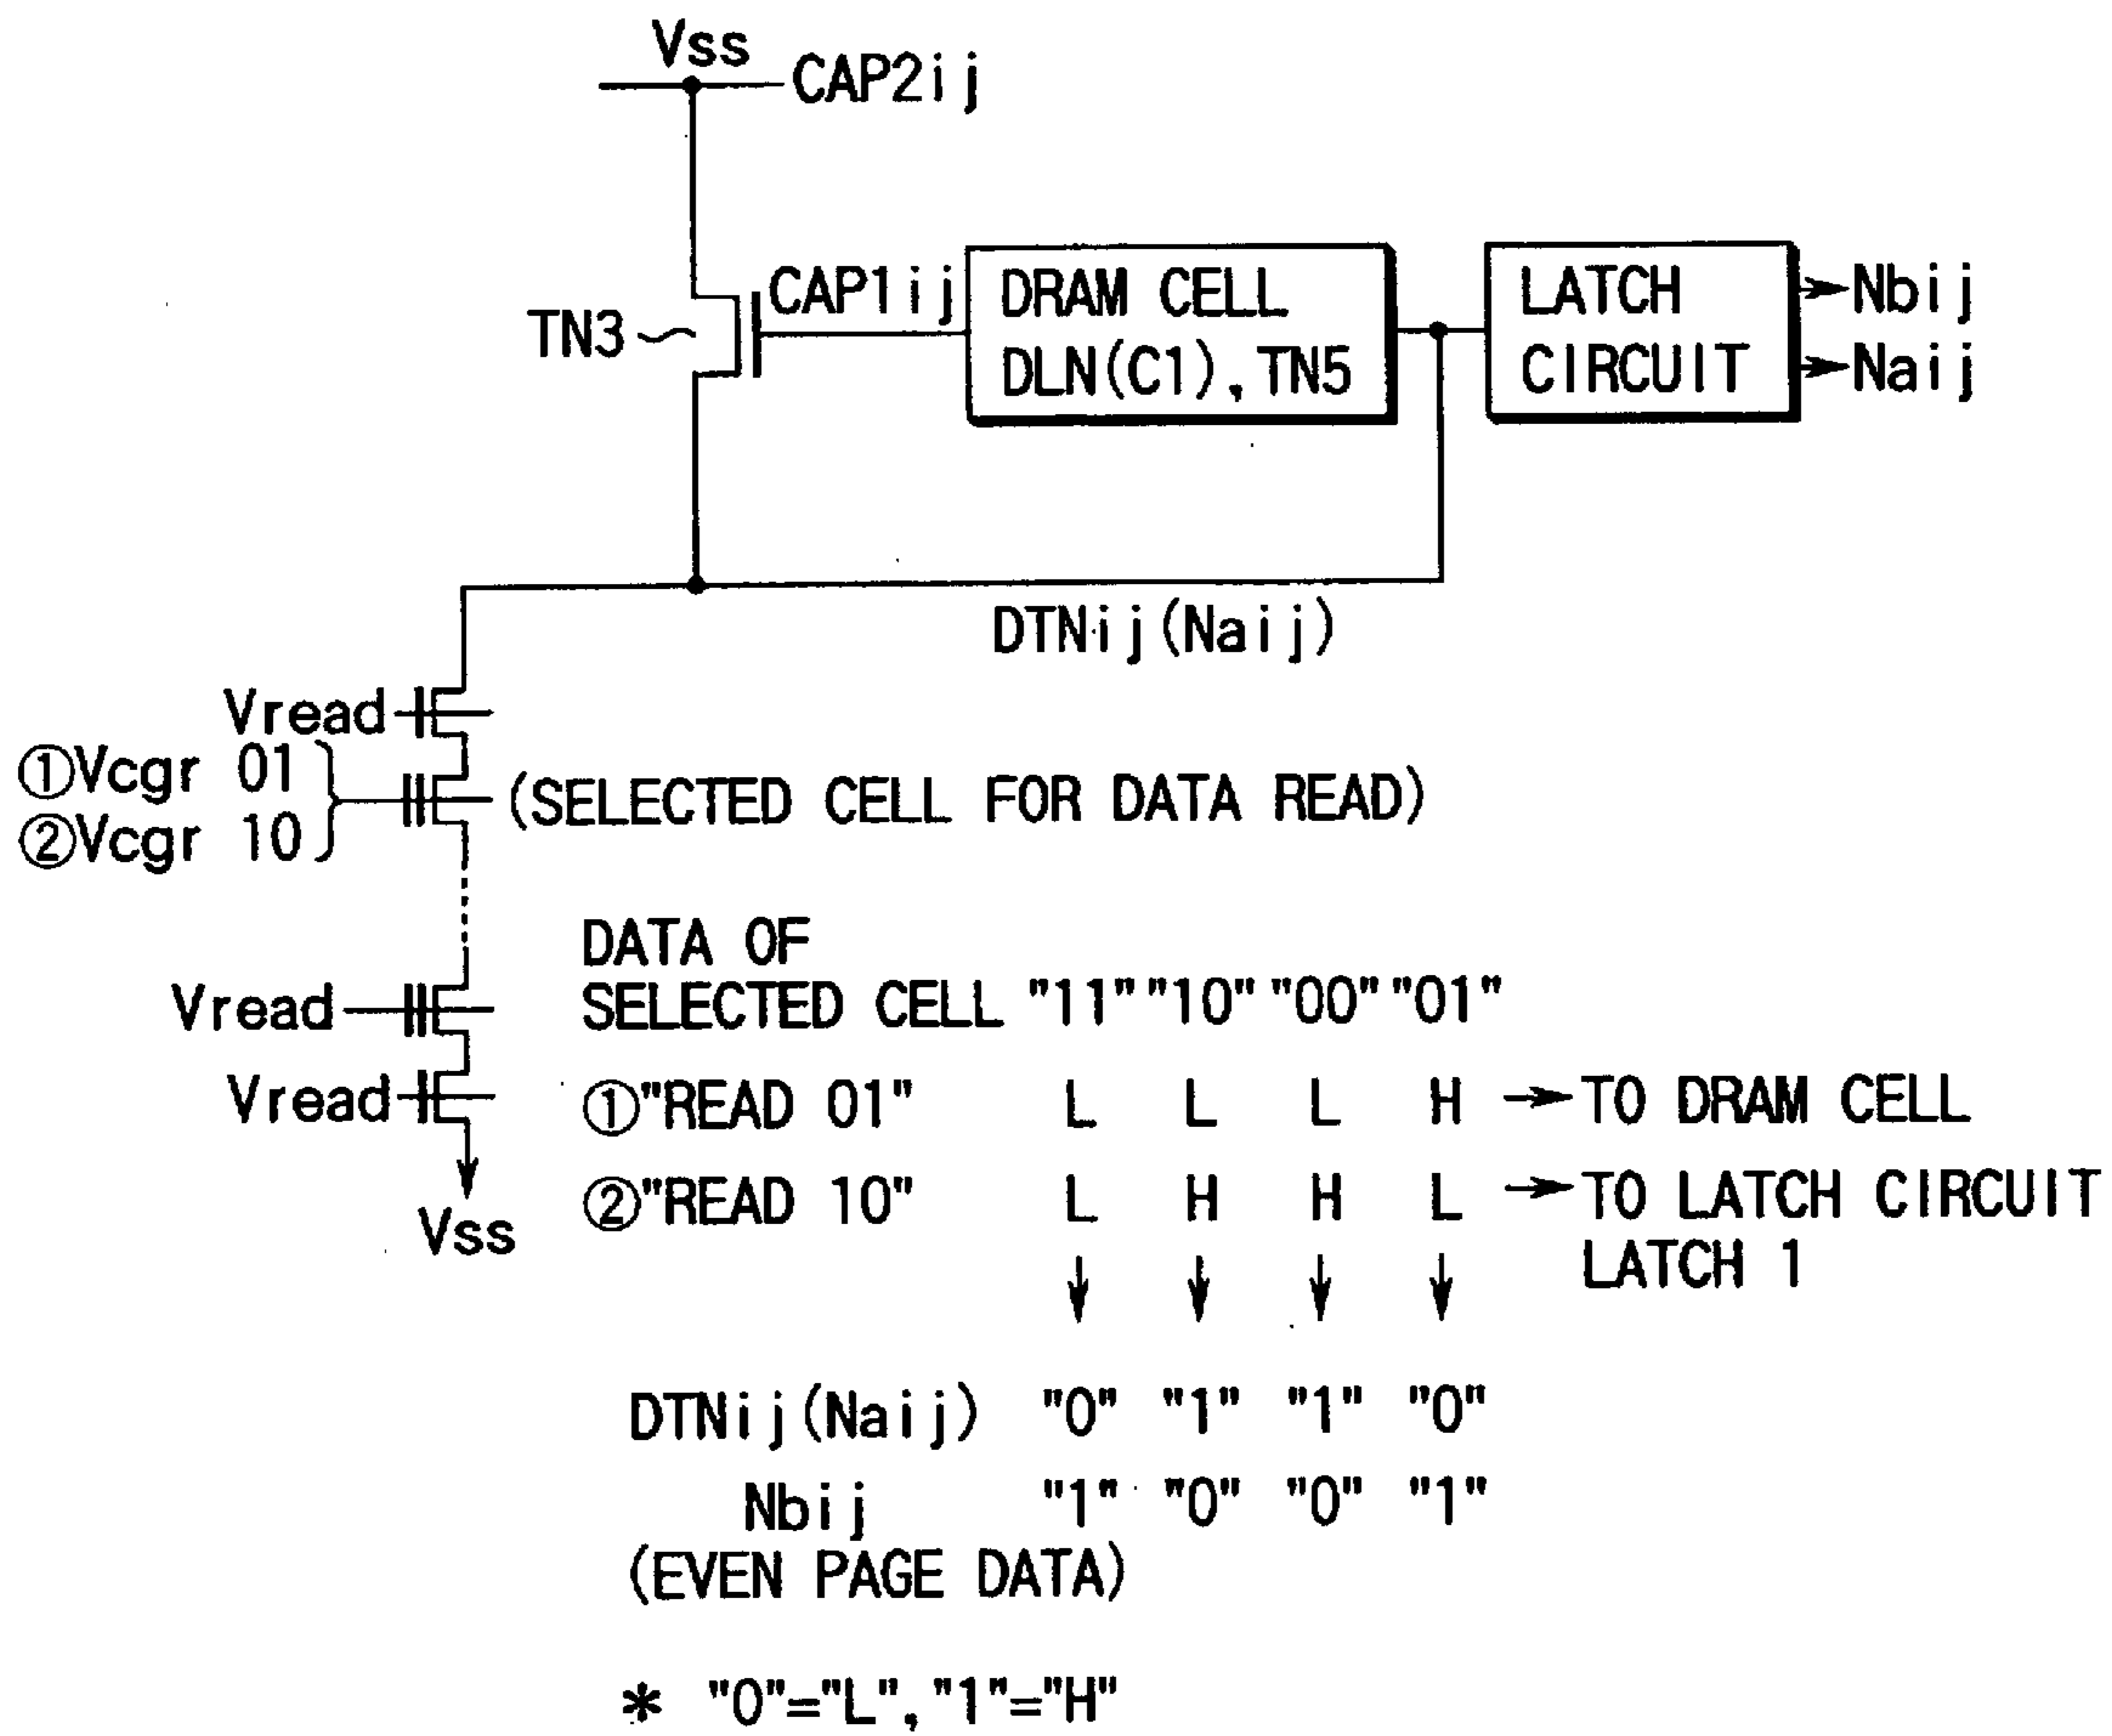 Vss
CAP2ij
CAP1ij
TN3
DRAM CELL
DLN(C1), TN5
LATCH
CIRCUIT
Nbij
Naij
DTNij(Naij)
Vread
①Vcgr 01
②Vcgr 10
(SELECTED CELL FOR DATA READ)
Vread
Vread
Vss
DATA OF
SELECTED CELL "11" "10" "00" "01"
①"READ 01" L L L H → TO DRAM CELL
②"READ 10" L H H L → TO LATCH CIRCUIT
LATCH 1
↓ ↓ ↓ ↓
DTNij(Naij) "0" "1" "1" "0"
Nbij "1" "0" "0" "1"
(EVEN PAGE DATA)
* "0"="L", "1"="H"